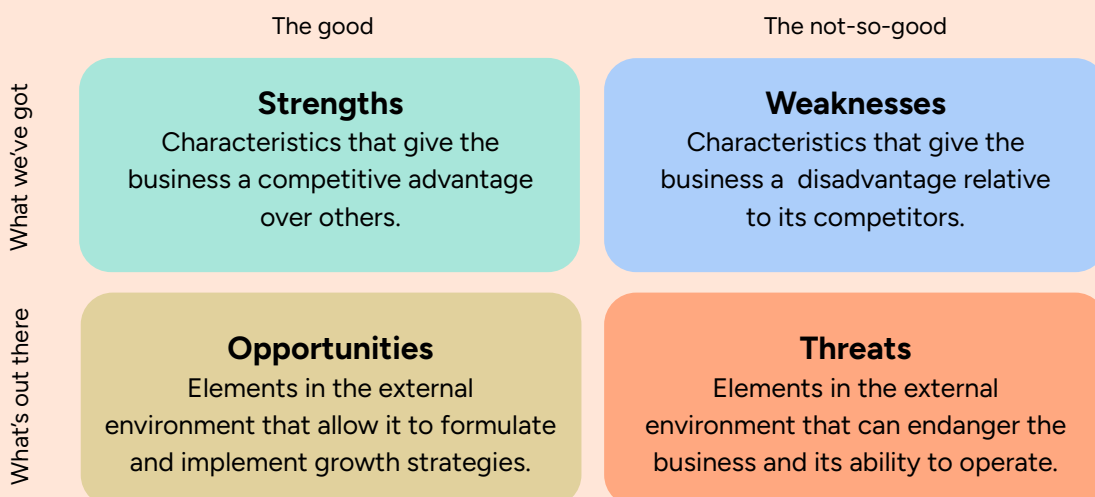 The good
The not-so-good
What we've got
Strengths
Characteristics that give the
business a competitive advantage
over others.
Weaknesses
Characteristics that give the
business a  disadvantage relative
to its competitors.
What's out there
Opportunities
Elements in the external
environment that allow it to formulate
and implement growth strategies.
Threats
Elements in the external
environment that can endanger the
business and its ability to operate.